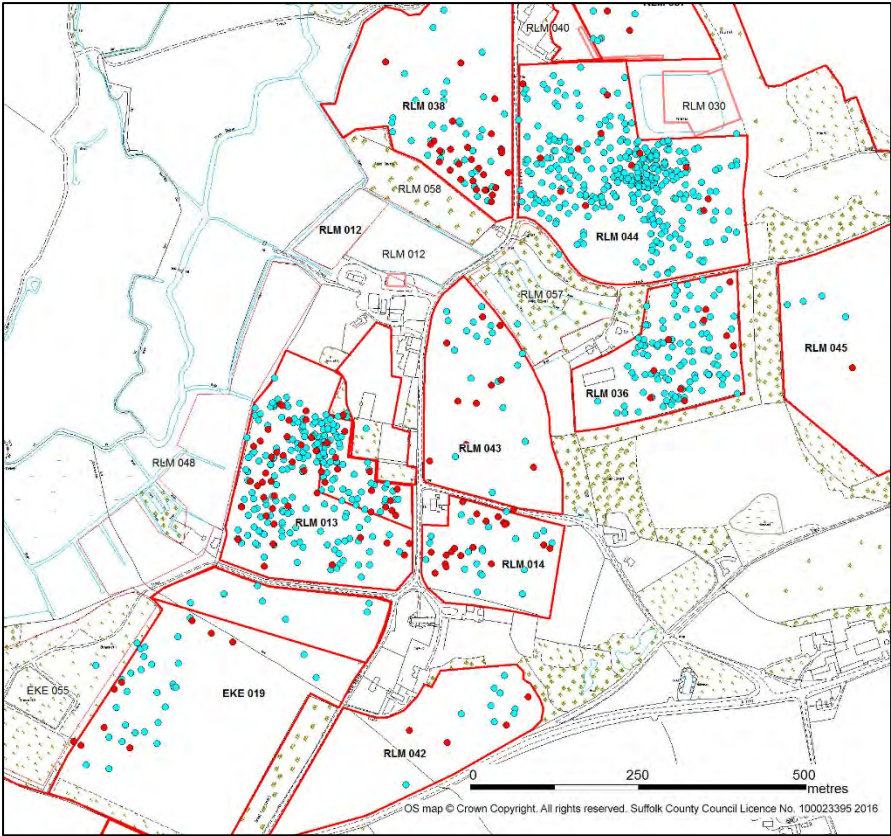 RLM 040
RLM 038
RLM 030
RLM 058
RLM 012
RLM 044
RLM 012
RLM 057
RLM 045
RLM 036
RLM 043
RLM 048
RLM 013
RLM 014
EKE 055
EKE 019
RLM 042
0 250 500
metres
OS map © Crown Copyright. All rights reserved. Suffolk County Council Licence No. 100023395 2016